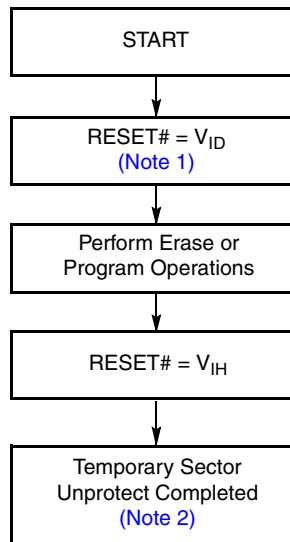 START
RESET# = VID
(Note 1)
Perform Erase or
Program Operations
RESET# = VIH
Temporary Sector
Unprotect Completed
(Note 2)